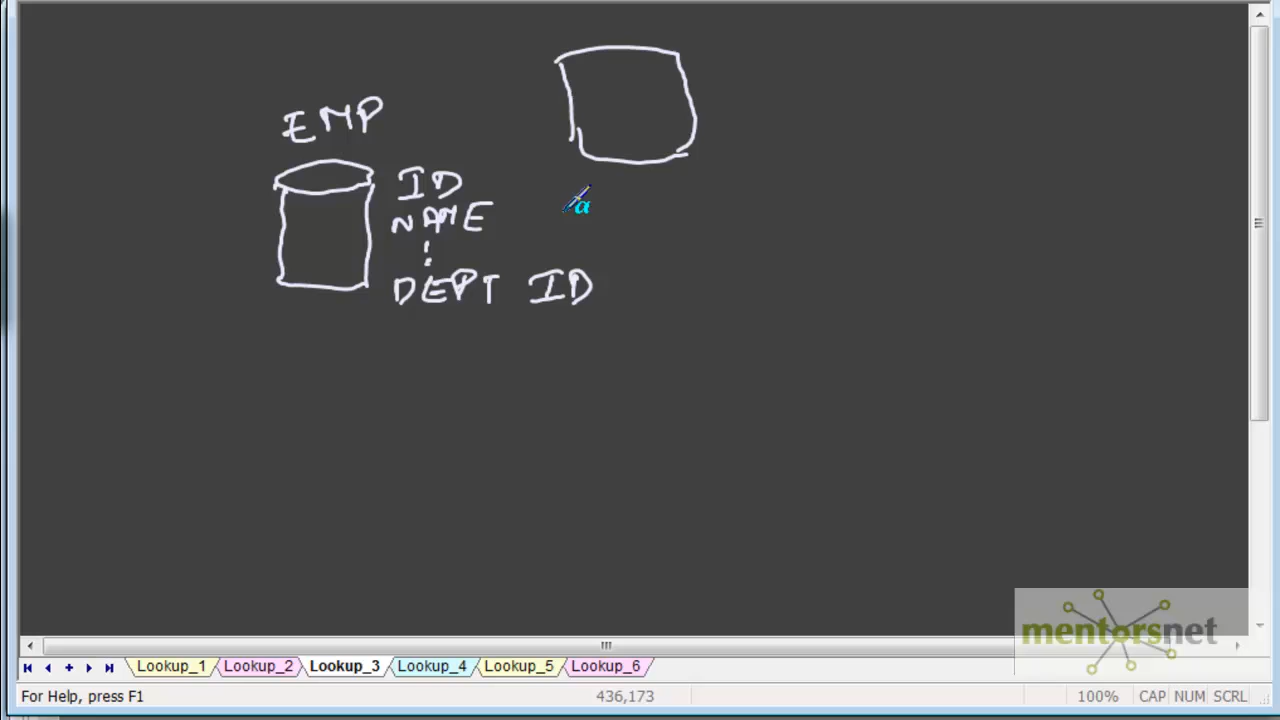 EMP
ID
NAME
DEPT ID
a
mentorsnet
Lookup_1 Lookup_2 Lookup_3 Lookup_4 Lookup_5 Lookup_6
For Help, press F1 436,173 100% CAP NUM SCRL